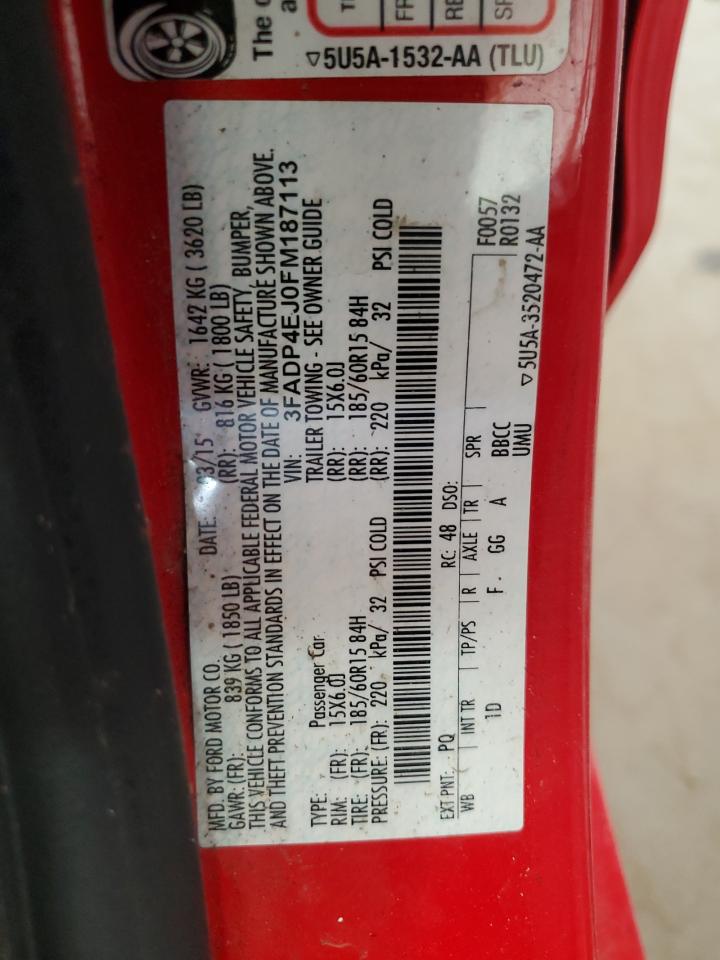 The
a
FR
RE
▽5U5A-1532-AA (TLU)
MFD. BY FORD MOTOR CO. DATE: 03/15 GVWR: 1642 KG ( 3620 LB)
GAWR: (FR): 839 KG ( 1850 LB) (RR): 816 KG ( 1800 LB)
THIS VEHICLE CONFORMS TO ALL APPLICABLE FEDERAL MOTOR VEHICLE SAFETY, BUMPER,
AND THEFT PREVENTION STANDARDS IN EFFECT ON THE DATE OF MANUFACTURE SHOWN ABOVE.
VIN: 3FADP4EJ0FM187113
TYPE: Passenger Car TRAILER TOWING - SEE OWNER GUIDE
RIM: (FR): 15X6.0J (RR): 15X6.0J
TIRE: (FR): 185/60R15 84H (RR): 185/60R15 84H
PRESSURE: (FR): 220 kPa/ 32 PSI COLD (RR): 220 kPa/ 32 PSI COLD
EXT PNT: PQ RC: 48 DSO: F0057
WB INT TR TP/PS R AXLE TR SPR R0132
1D F. GG A BBCC
UMU ▽5U5A-3520472-AA